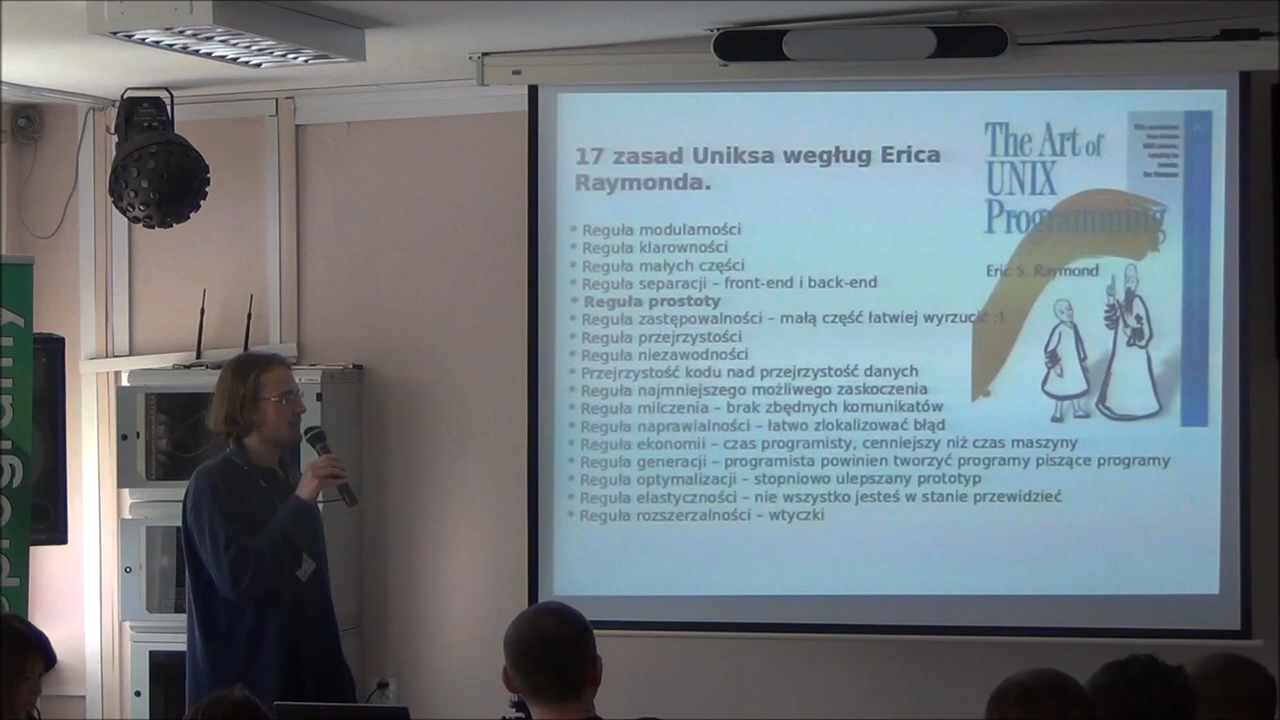 17 zasad Uniksa wegług Erica
Raymonda.
* Reguła modularności
* Reguła klarowności
* Reguła małych części
* Reguła separacji – front-end i back-end
* Reguła prostoty
* Reguła zastępowalności – małą część łatwiej wyrzucić :)
* Reguła przejrzystości
* Reguła niezawodności
* Przejrzystość kodu nad przejrzystość danych
* Reguła najmniejszego możliwego zaskoczenia
* Reguła milczenia – brak zbędnych komunikatów
* Reguła naprawialności – łatwo zlokalizować błąd
* Reguła ekonomii – czas programisty, cenniejszy niż czas maszyny
* Reguła generacji – programista powinien tworzyć programy piszące programy
* Reguła optymalizacji – stopniowo ulepszany prototyp
* Reguła elastyczności – nie wszystko jesteś w stanie przewidzieć
* Reguła rozszerzalności – wtyczki
The Art of
UNIX
Programming
Eric S. Raymond
programy